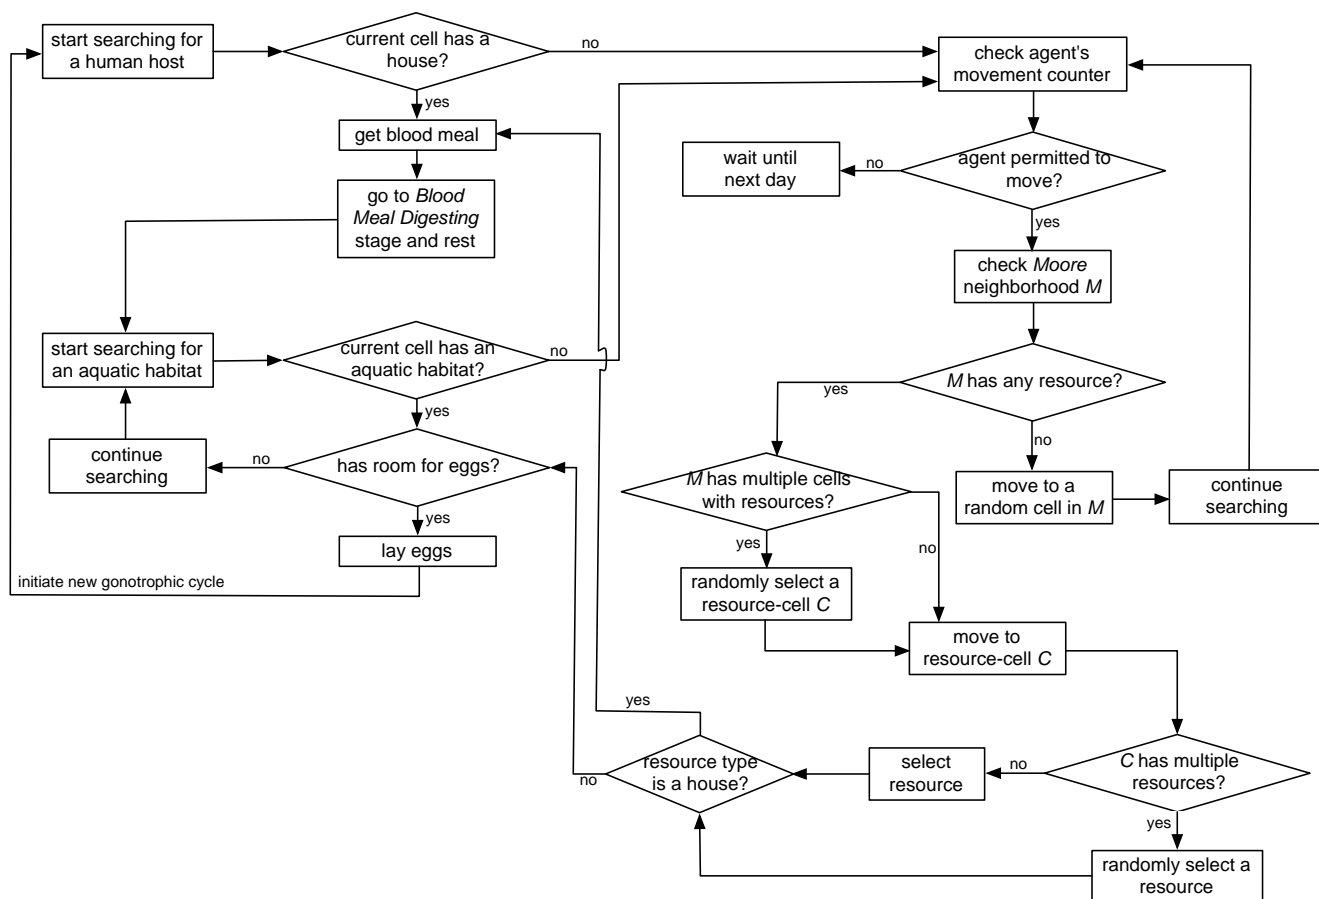 start searching for
a human host
current cell has a
house?
no
check agent's
movement counter
yes
get blood meal
wait until
next day
no
agent permitted to
move?
go to Blood
Meal Digesting
stage and rest
yes
check Moore
neighborhood M
start searching for
an aquatic habitat
current cell has an
aquatic habitat?
no
M has any resource?
yes
yes
continue
searching
no
has room for eggs?
no
M has multiple cells
with resources?
move to a
random cell in M
continue
searching
yes
lay eggs
yes
no
initiate new gonotrophic cycle
randomly select a
resource-cell C
move to
resource-cell C
yes
resource type
is a house?
no
select
resource
no
C has multiple
resources?
yes
randomly select a
resource